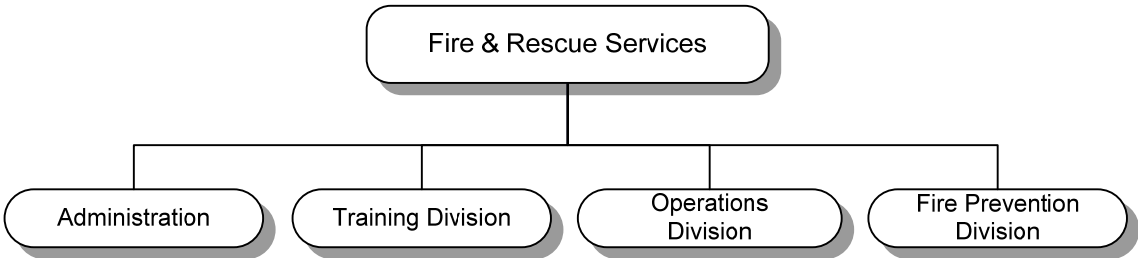 Fire & Rescue Services
Administration
Training Division
Operations
Division
Fire Prevention
Division